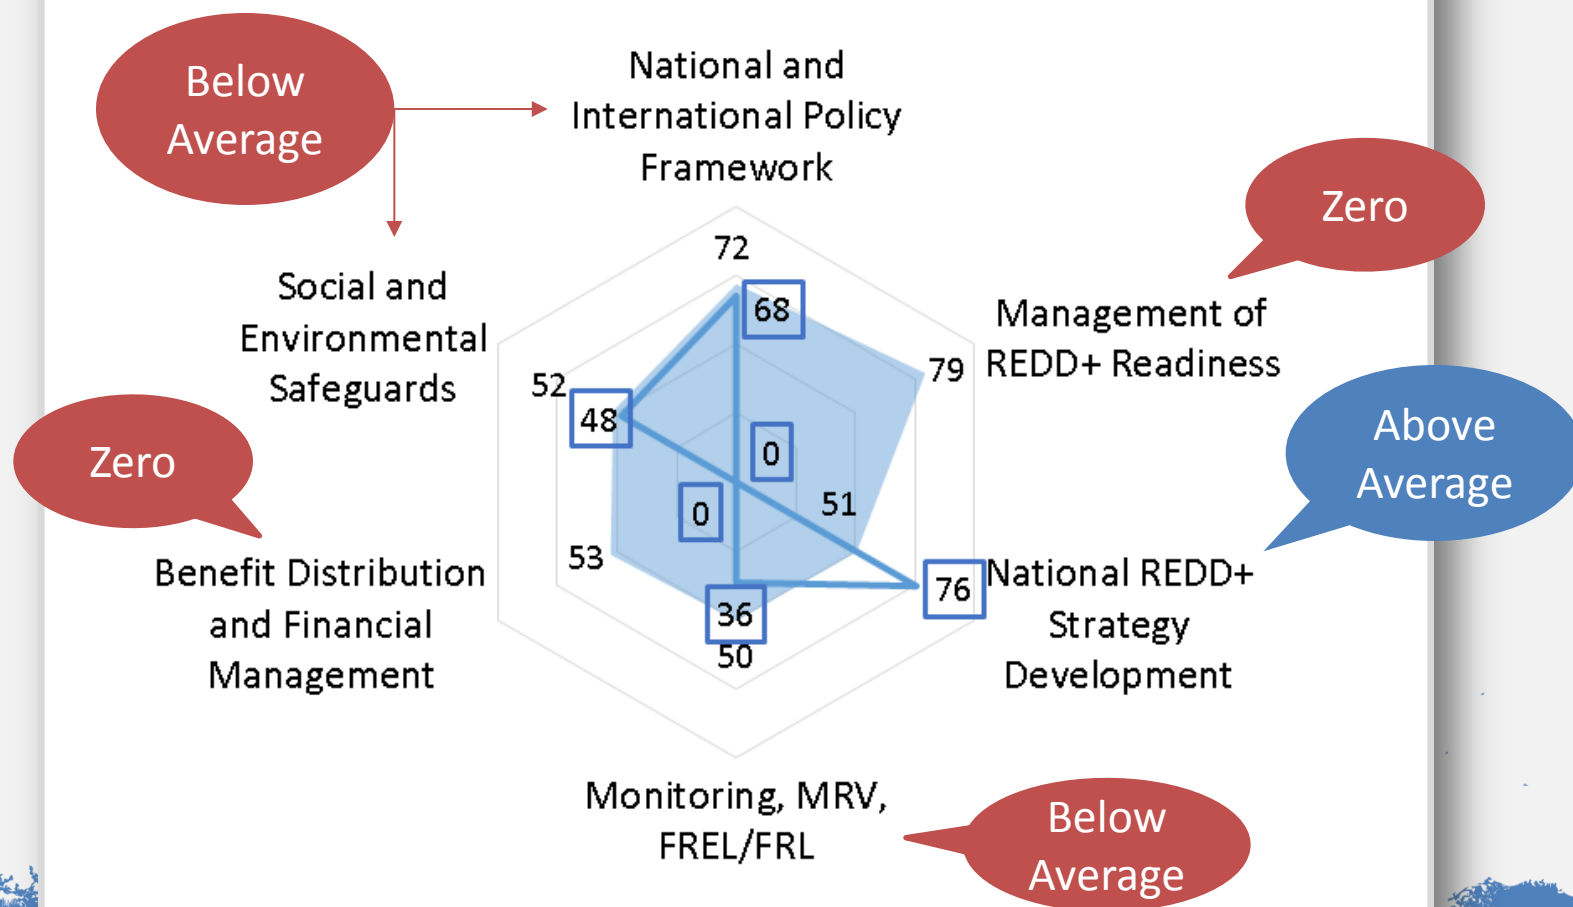 Below
Average
National and
International Policy
Framework
Zero
72
68
Management of
REDD+ Readiness
79
Social and
Environmental
Safeguards
52
48
Above
Average
Zero
0
0
51
53
Benefit Distribution
and Financial
Management
36
50
76
National REDD+
Strategy
Development
Monitoring, MRV,
FREL/FRL
Below
Average